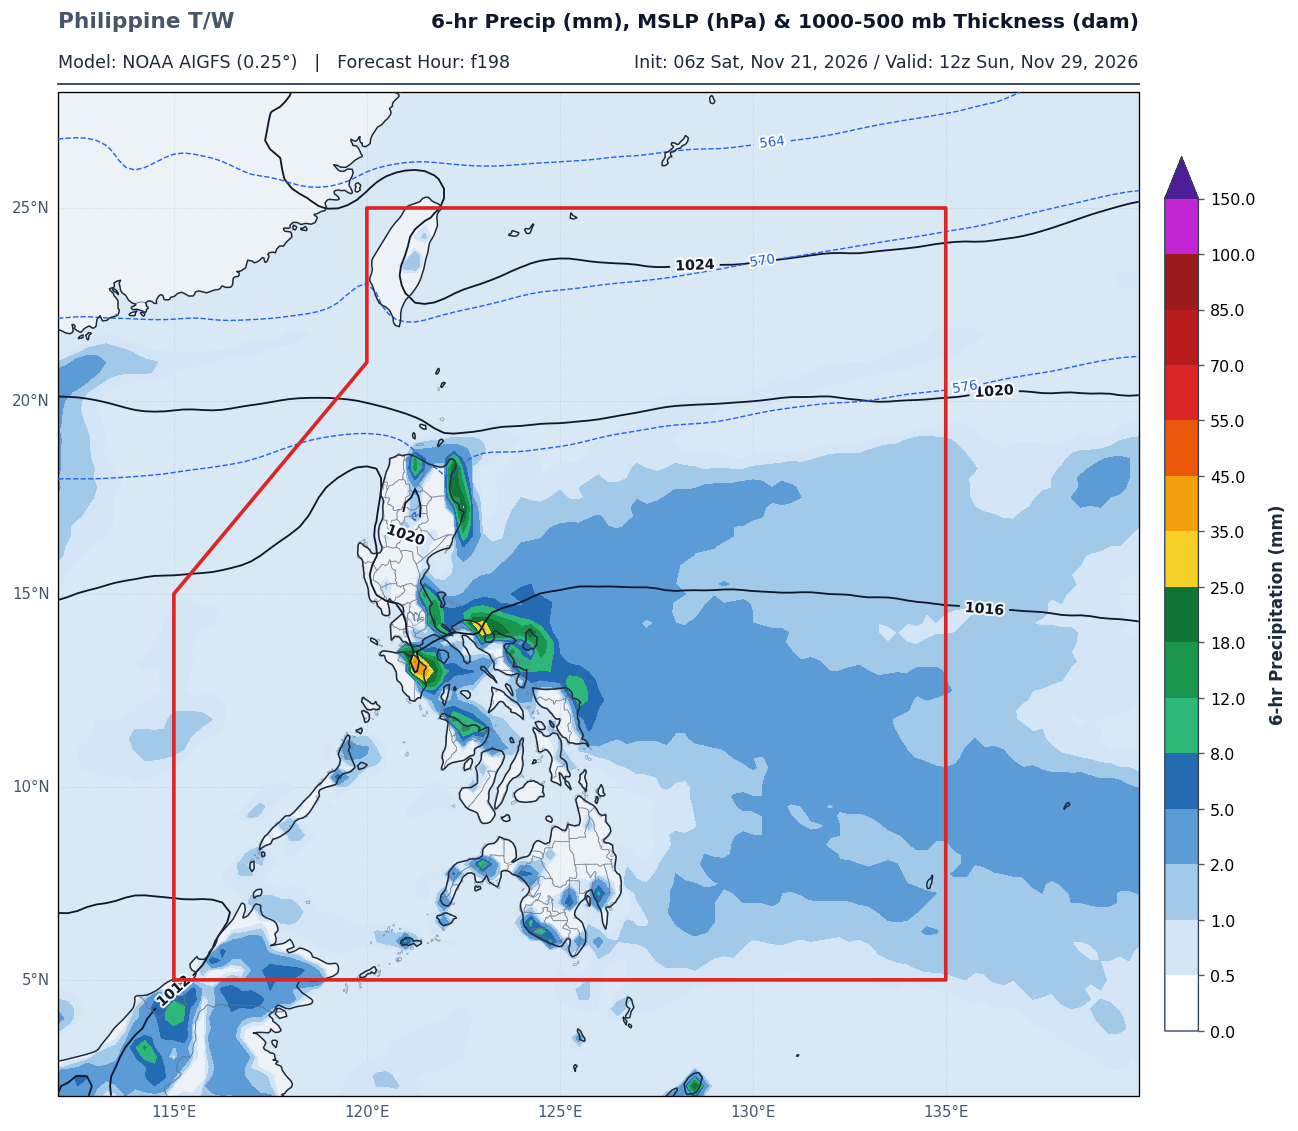 Philippine T/W
6-hr Precip (mm), MSLP (hPa) & 1000-500 mb Thickness (dam)
Model: NOAA AIGFS (0.25°) | Forecast Hour: f198
Init: 06z Sat, Nov 21, 2026 / Valid: 12z Sun, Nov 29, 2026
564
570
1024
576
1020
1020
1016
1012
25°N
20°N
15°N
10°N
5°N
115°E
120°E
125°E
130°E
135°E
150.0
100.0
85.0
70.0
55.0
45.0
35.0
25.0
18.0
12.0
8.0
5.0
2.0
1.0
0.5
0.0
6-hr Precipitation (mm)